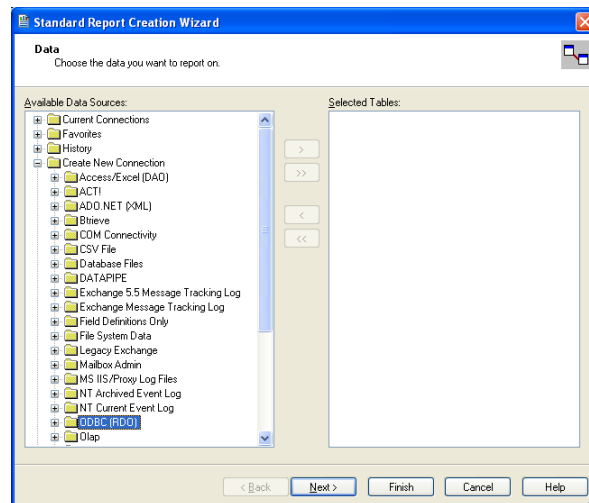 Standard Report Creation Wizard
Data
Choose the data you want to report on.
Available Data Sources:
Selected Tables:
Current Connections
Favorites
History
Create New Connection
Access/Excel (DAO)
ACT!
ADO.NET (XML)
Btrieve
COM Connectivity
CSV File
Database Files
DATAPIPE
Exchange 5.5 Message Tracking Log
Exchange Message Tracking Log
Field Definitions Only
File System Data
Legacy Exchange
Mailbox Admin
MS IIS/Proxy Log Files
NT Archived Event Log
NT Current Event Log
ODBC (RDO)
Olap
>
>>
<
<<
< Back
Next >
Finish
Cancel
Help